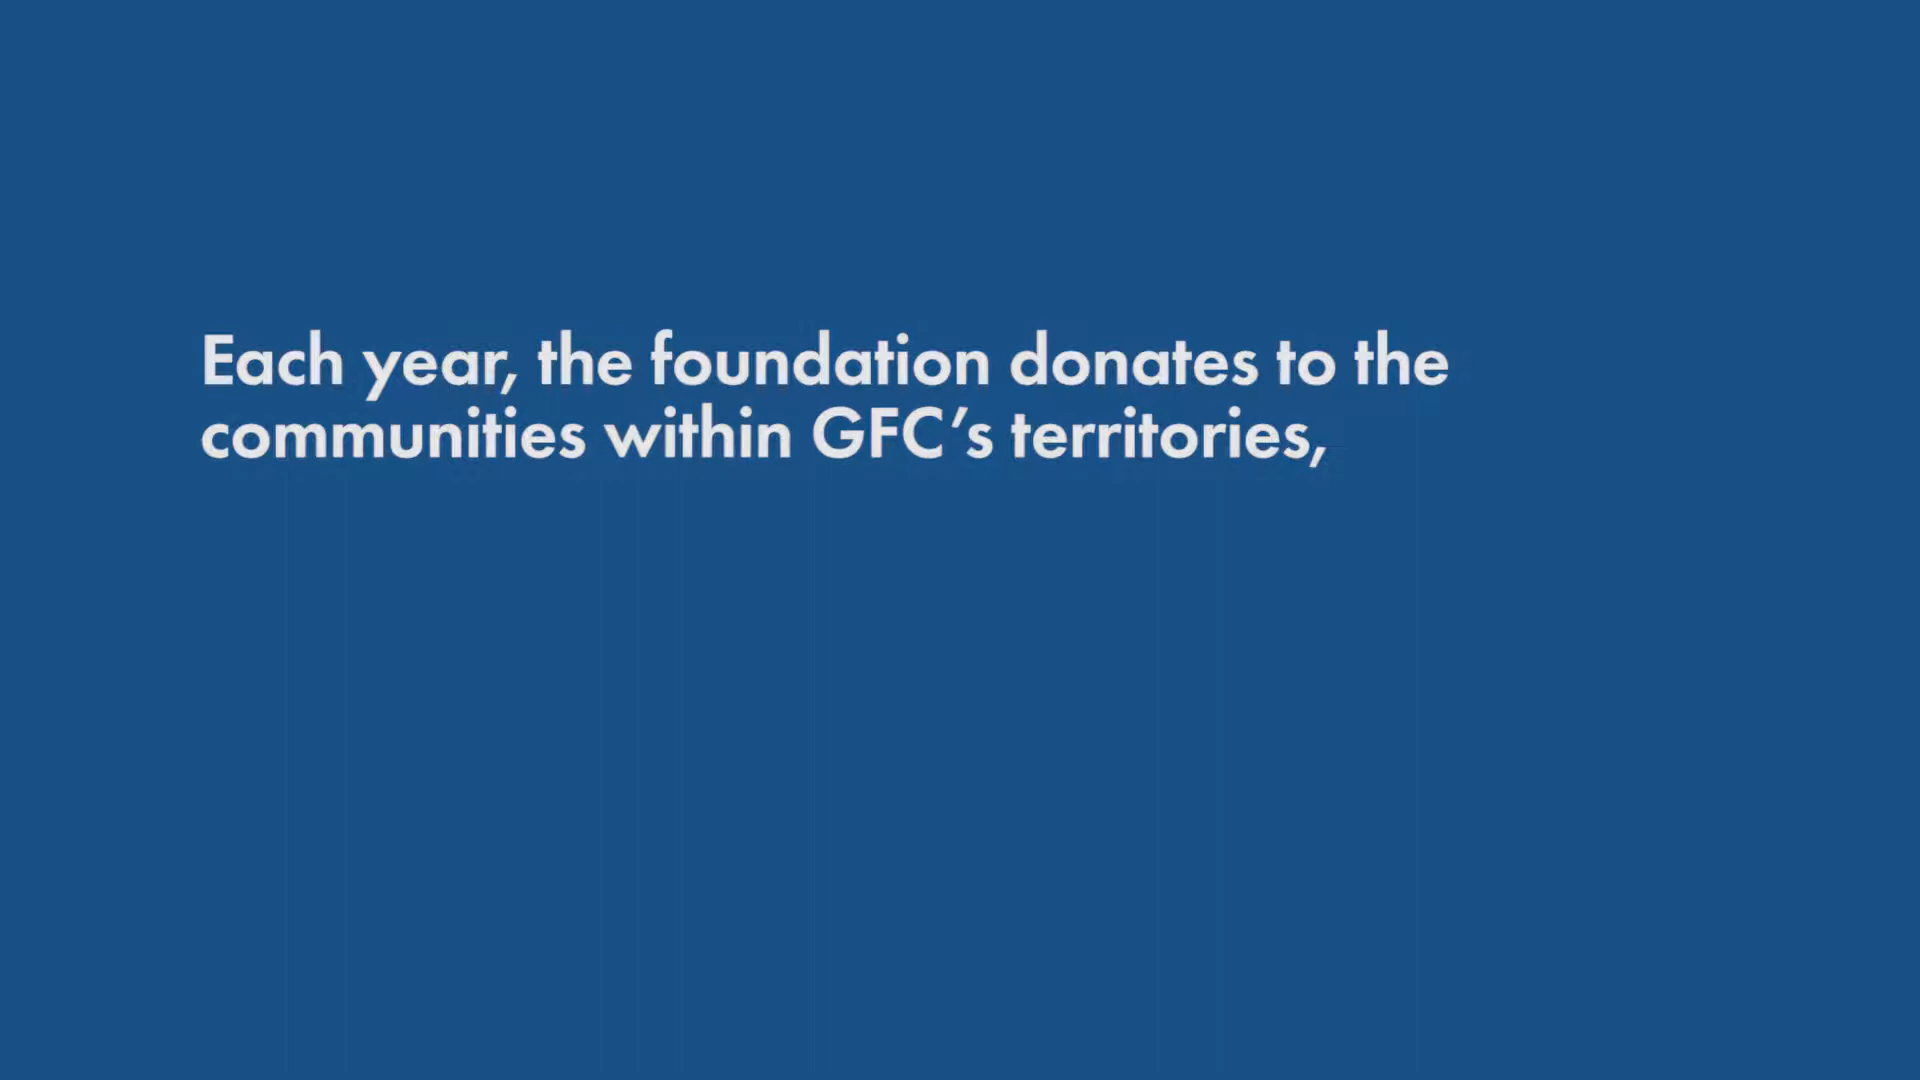 Each year, the foundation donates to the
communities within GFC’s territories,